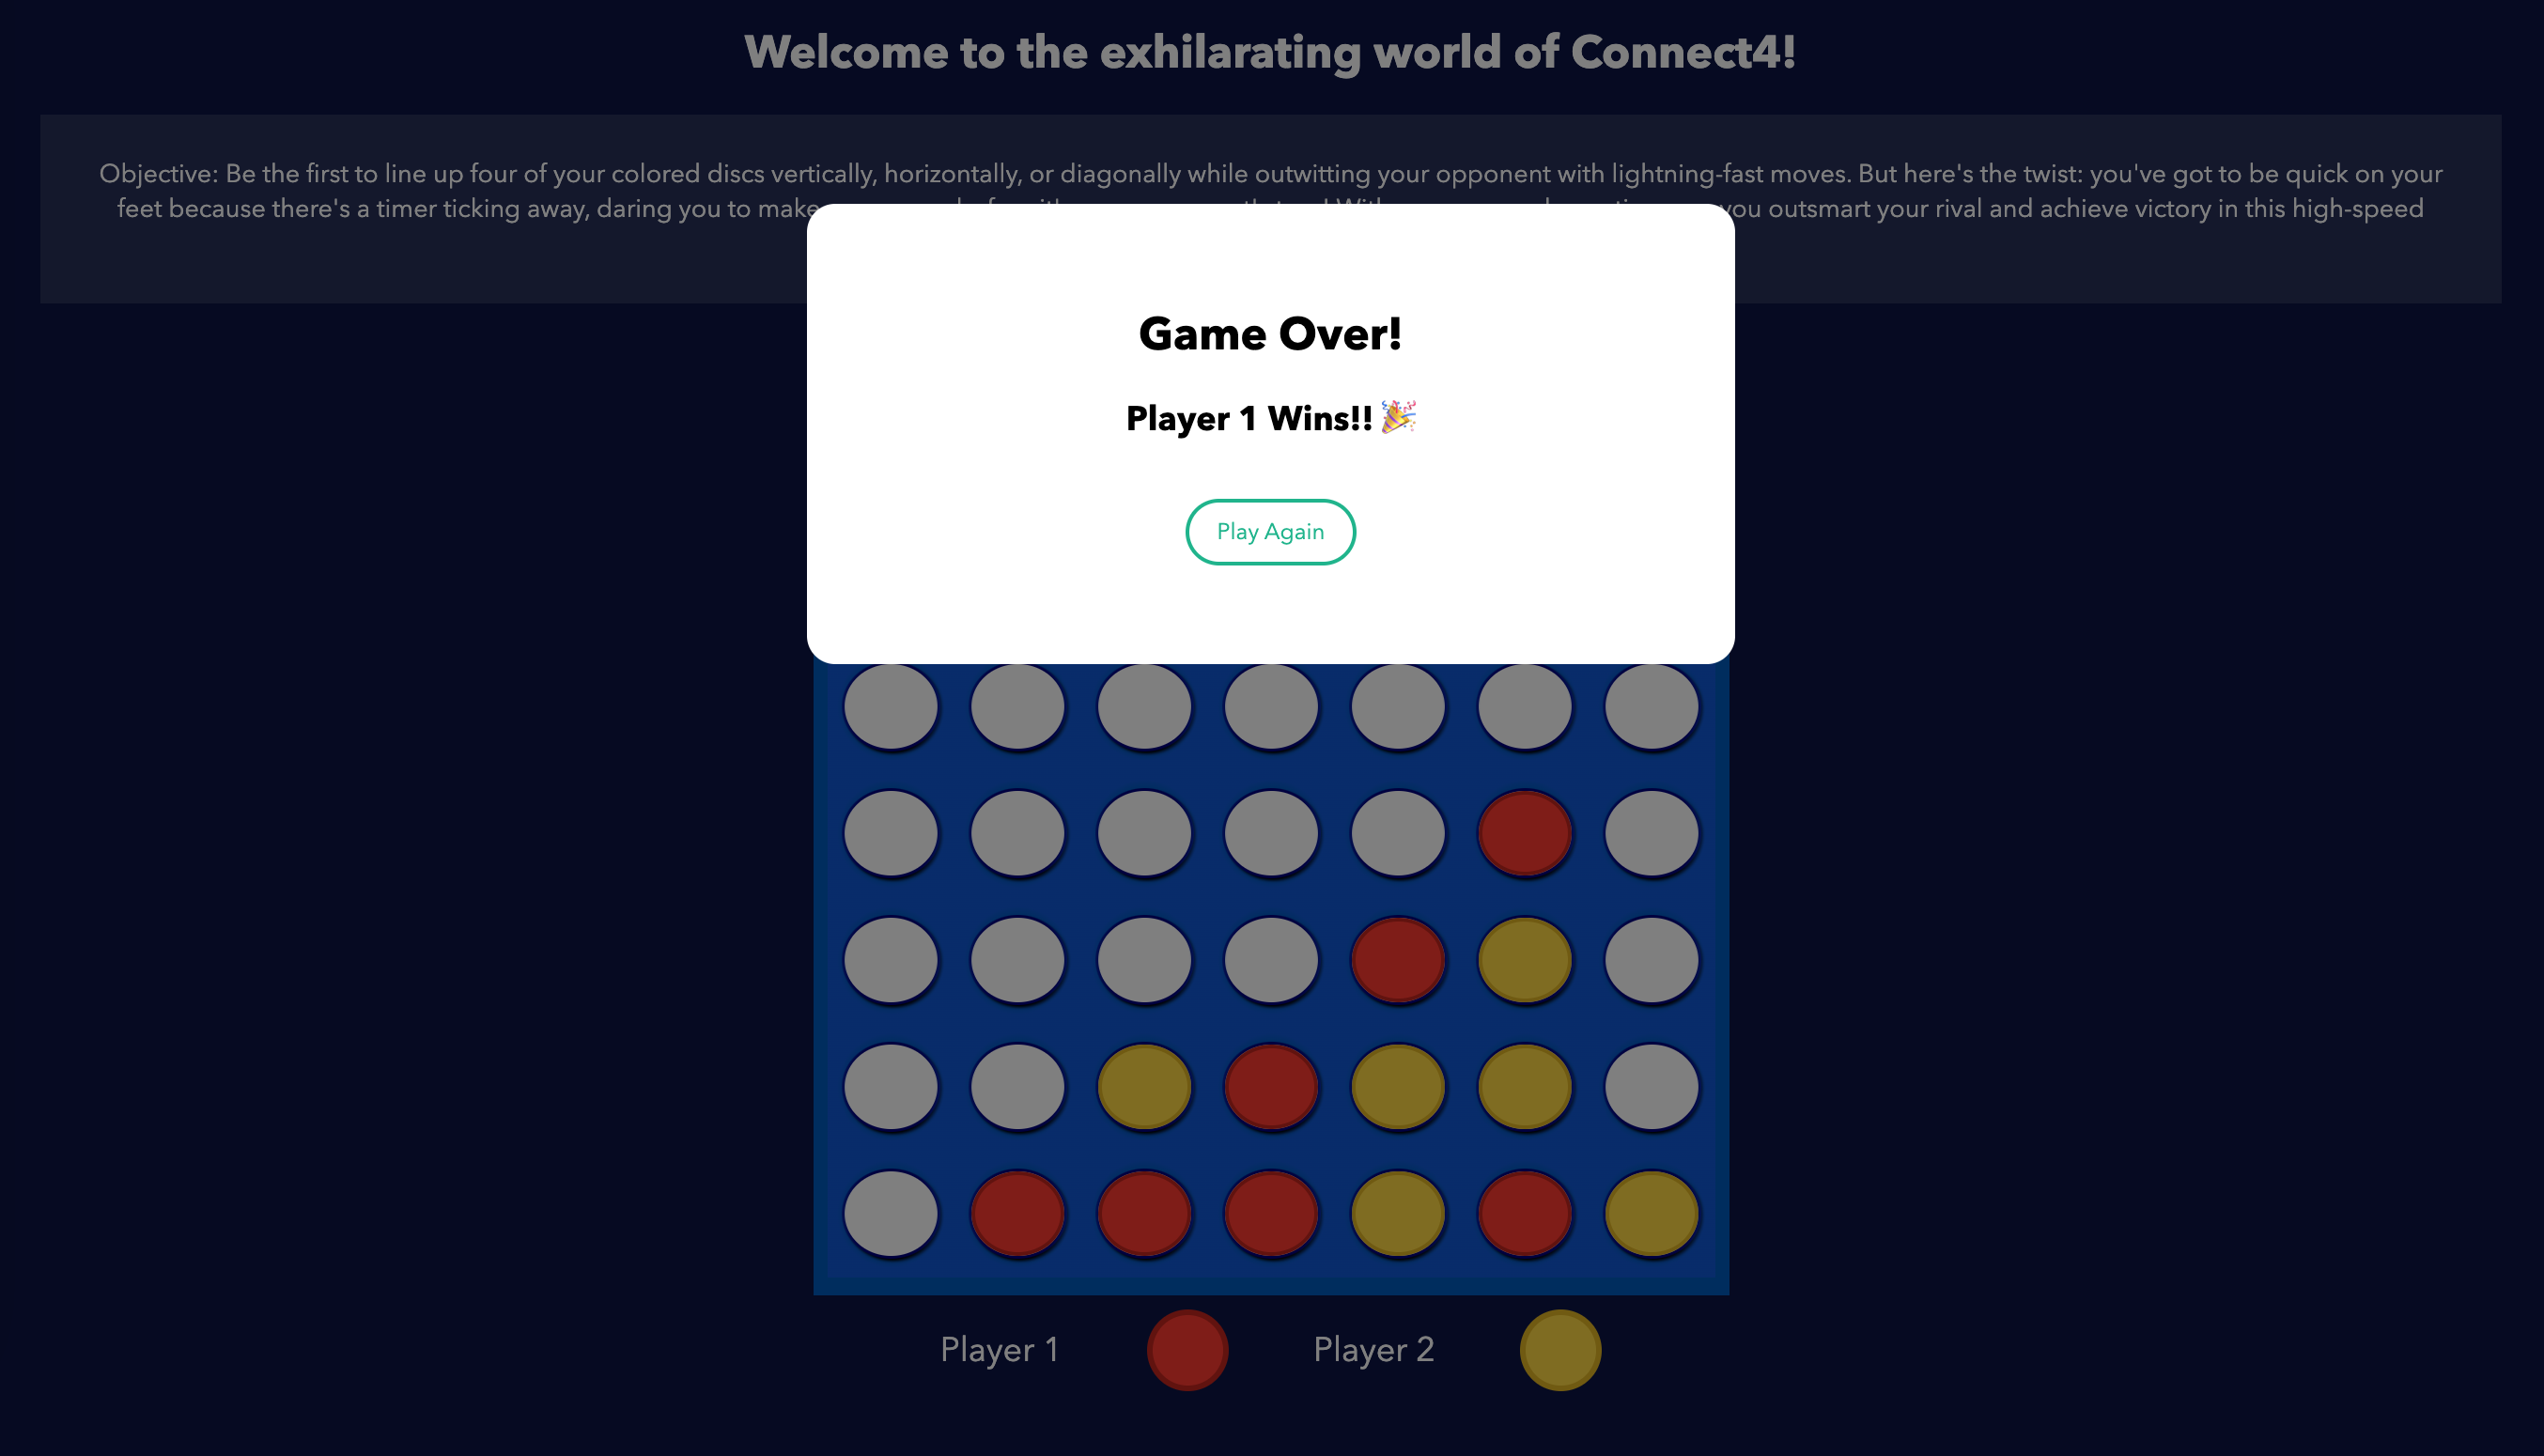 Welcome to the exhilarating world of Connect4!
Objective: Be the first to line up four of your colored discs vertically, horizontally, or diagonally while outwitting your opponent with lightning-fast moves. But here's the twist: you've got to be quick on your
feet because there's a timer ticking away, daring you to make you outsmart your rival and achieve victory in this high-speed
Game Over!
Player 1 Wins!! 🎉
Play Again
Player 1 Player 2